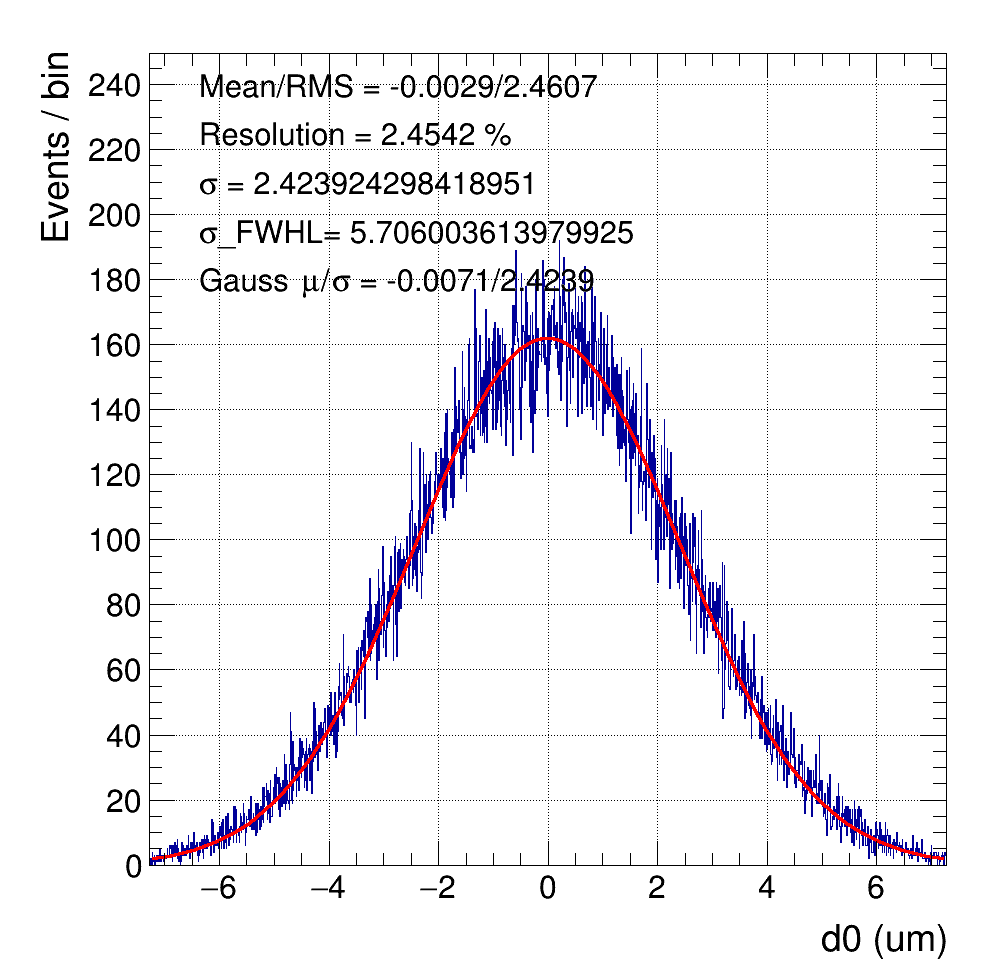 Events / bin
240
220
200
180
160
140
120
100
80
60
40
20
0
Mean/RMS = -0.0029/2.4607
Resolution = 2.4542 %
σ = 2.423924298418951
σ_FWHL= 5.706003613979925
Gauss μ/σ = -0.0071/2.4239
−6 −4 −2 0 2 4 6
d0 (um)